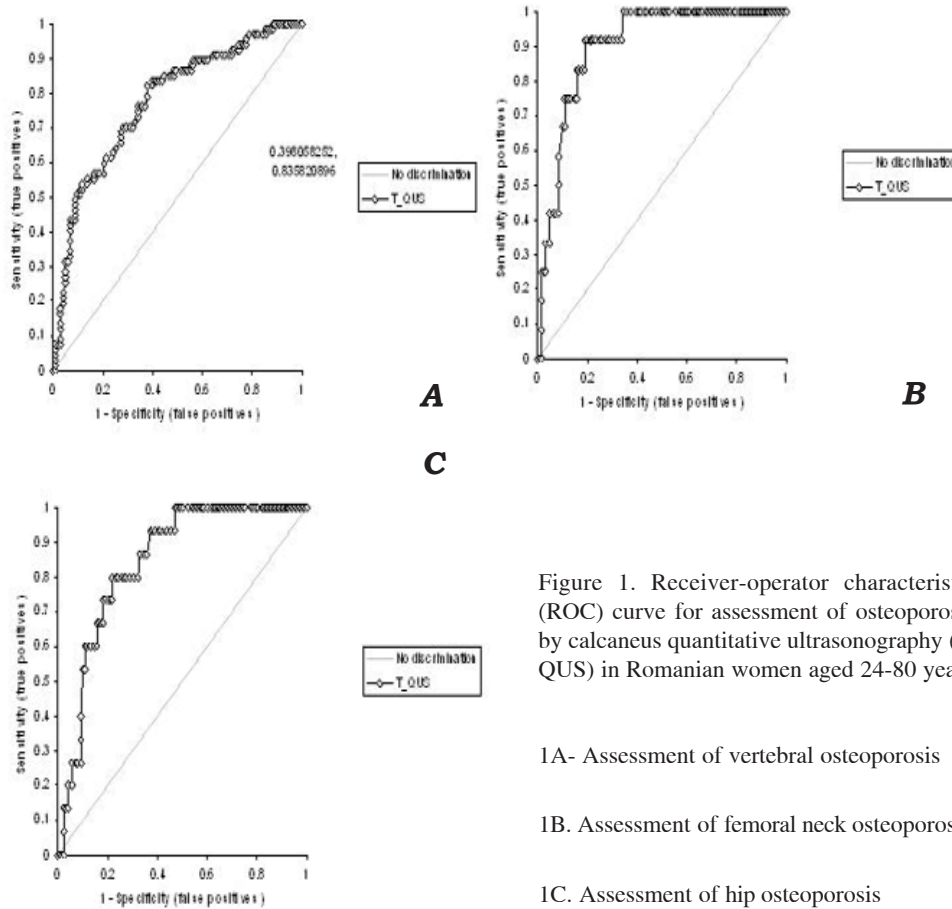 1
0.9
0.8
0.7
0.6
0.5
0.4
0.3
0.2
0.1
0
Sensitivity (true positives)
0 0.2 0.4 0.6 0.8 1
1 - Specificity (false positives)
0.398058252,
0.835820896
No discrimination
T_QUS
A
1
0.9
0.8
0.7
0.6
0.5
0.4
0.3
0.2
0.1
0
Sensitivity (true positives)
0 0.2 0.4 0.6 0.8 1
1 - Specificity (false positives)
No discrimination
T_QUS
B
C
1
0.9
0.8
0.7
0.6
0.5
0.4
0.3
0.2
0.1
0
Sensitivity (true positives)
0 0.2 0.4 0.6 0.8 1
1 - Specificity (false positives)
No discrimination
T_QUS
Figure 1. Receiver-operator characteris
(ROC) curve for assessment of osteoporo
by calcaneus quantitative ultrasonography (
QUS) in Romanian women aged 24-80 yea
1A- Assessment of vertebral osteoporosis
1B. Assessment of femoral neck osteoporos
1C. Assessment of hip osteoporosis